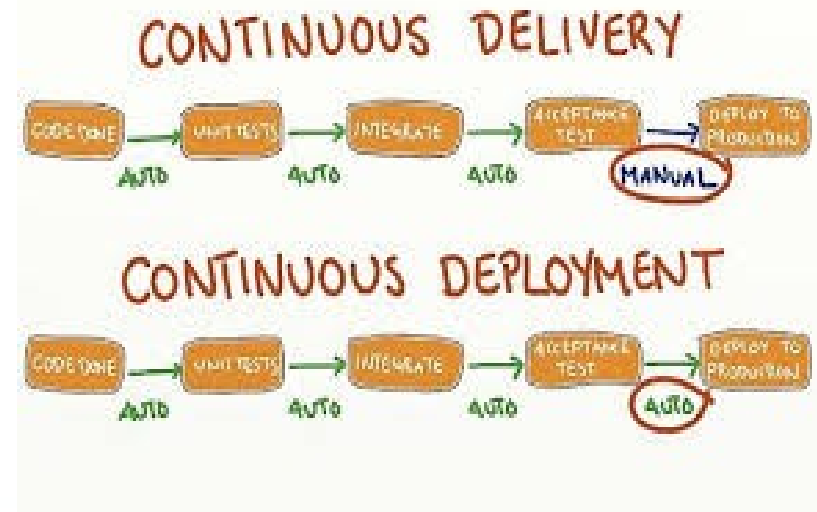 CONTINUOUS DELIVERY
CODE DONE
UNIT TESTS
INTEGRATE
ACCEPTANCE
TEST
DEPLOY TO
PRODUCTION
AUTO
AUTO
AUTO
MANUAL
CONTINUOUS DEPLOYMENT
CODE DONE
UNIT TESTS
INTEGRATE
ACCEPTANCE
TEST
DEPLOY TO
PRODUCTION
AUTO
AUTO
AUTO
AUTO